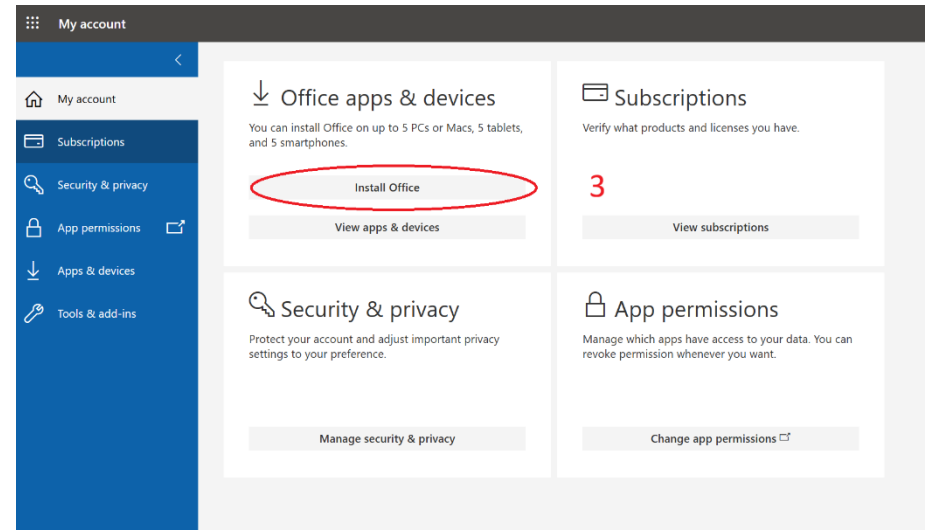 My account
My account
Subscriptions
Security & privacy
App permissions
Apps & devices
Tools & add-ins
Office apps & devices
You can install Office on up to 5 PCs or Macs, 5 tablets,
and 5 smartphones.
Install Office
View apps & devices
Subscriptions
Verify what products and licenses you have.
3
View subscriptions
Security & privacy
Protect your account and adjust important privacy
settings to your preference.
Manage security & privacy
App permissions
Manage which apps have access to your data. You can
revoke permission whenever you want.
Change app permissions